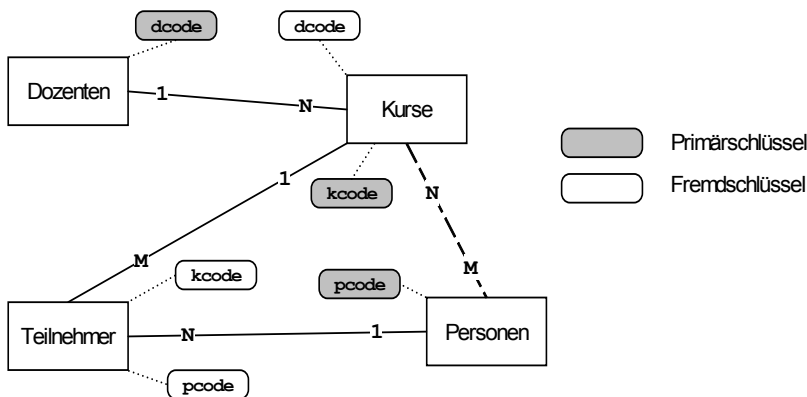 dcode
dcode
Dozenten
1
N
Kurse
Primärschlüssel
1
kcode
N
Fremdschlüssel
M
kcode
M
pcode
Teilnehmer
N
1
Personen
pcode